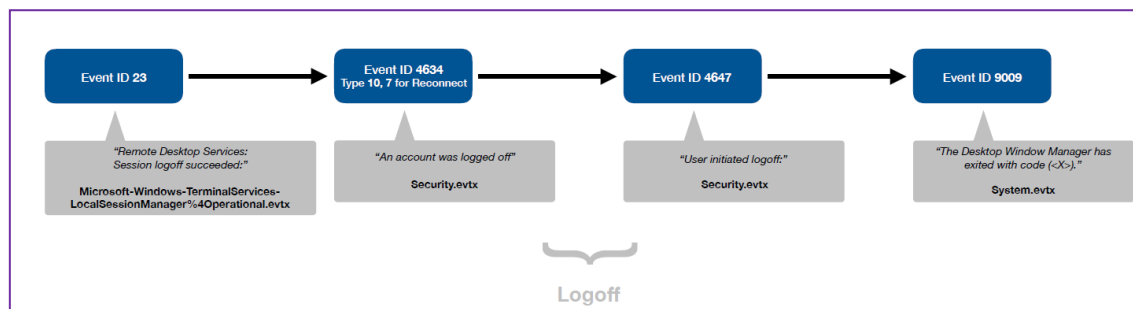 Event ID 23
Event ID 4634
Type 10, 7 for Reconnect
Event ID 4647
Event ID 9009
“Remote Desktop Services:
Session logoff succeeded:”
Microsoft-Windows-TerminalServices-
LocalSessionManager%4Operational.evtx
“An account was logged off”
Security.evtx
“User initiated logoff:”
Security.evtx
“The Desktop Window Manager has
exited with code (<X>).”
System.evtx
Logoff